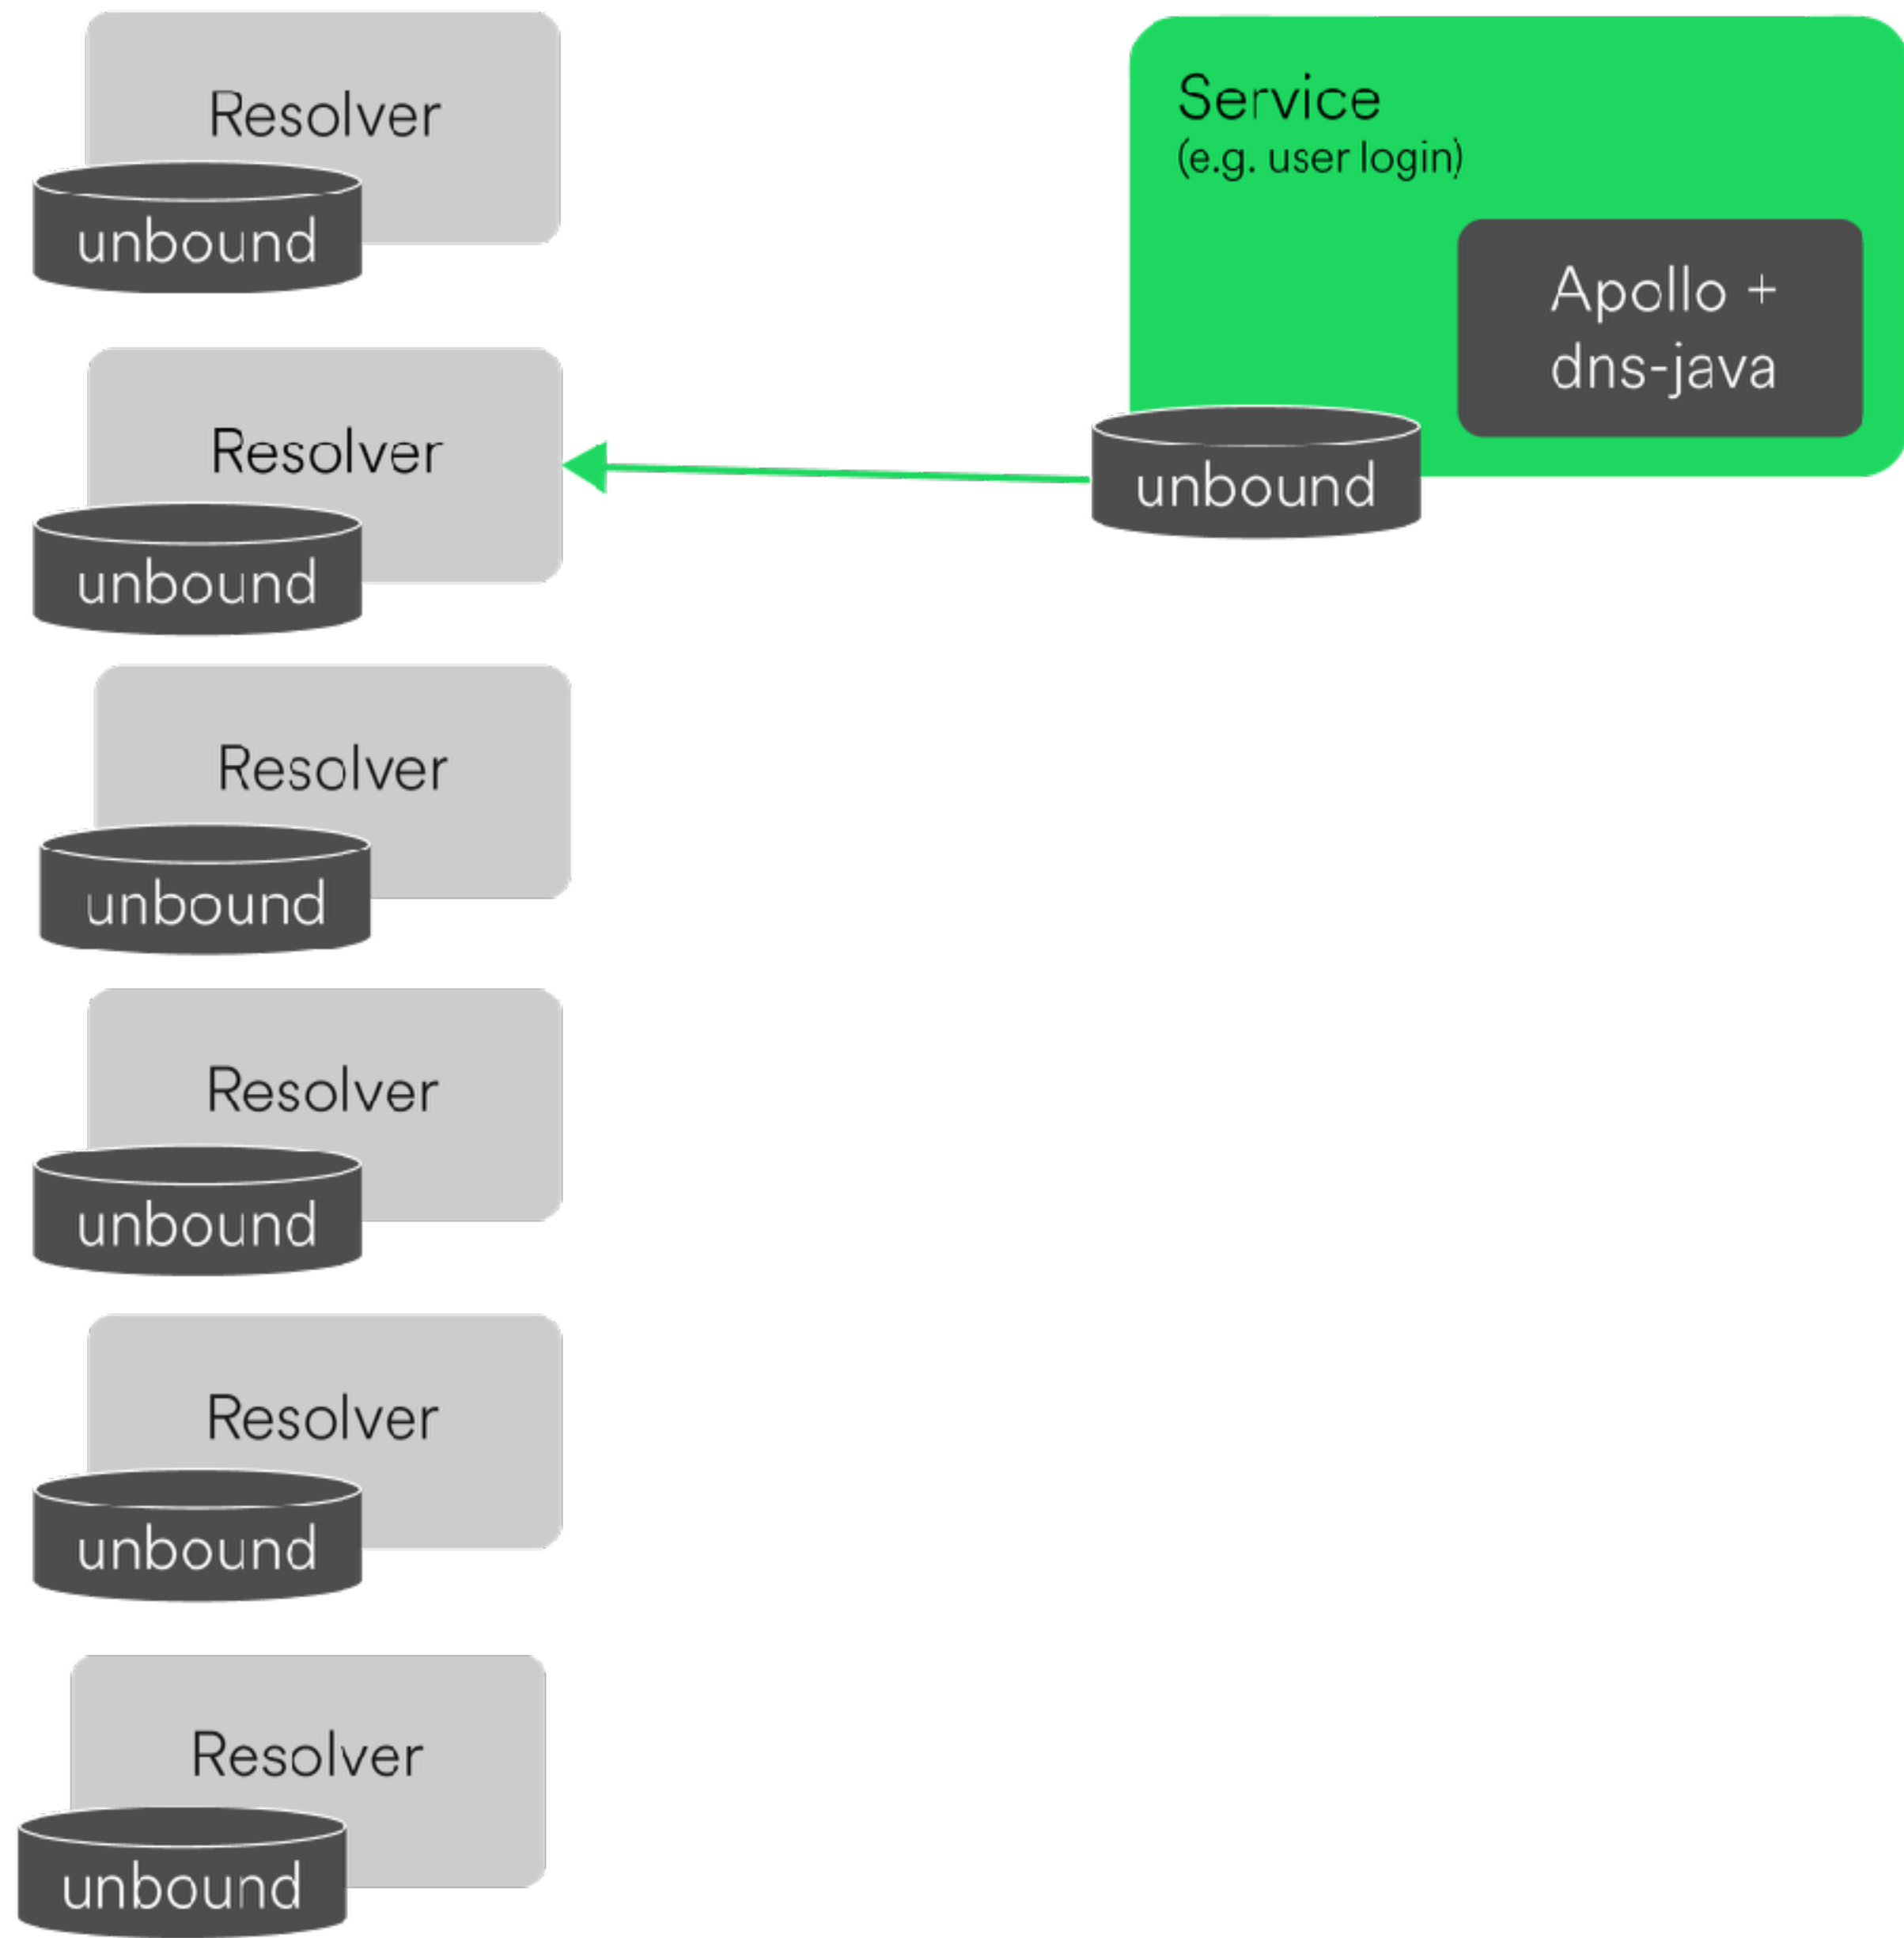 Resolver
unbound
Service
(e.g. user login)
Apollo +
dns-java
unbound
Resolver
unbound
Resolver
unbound
Resolver
unbound
Resolver
unbound
Resolver
unbound